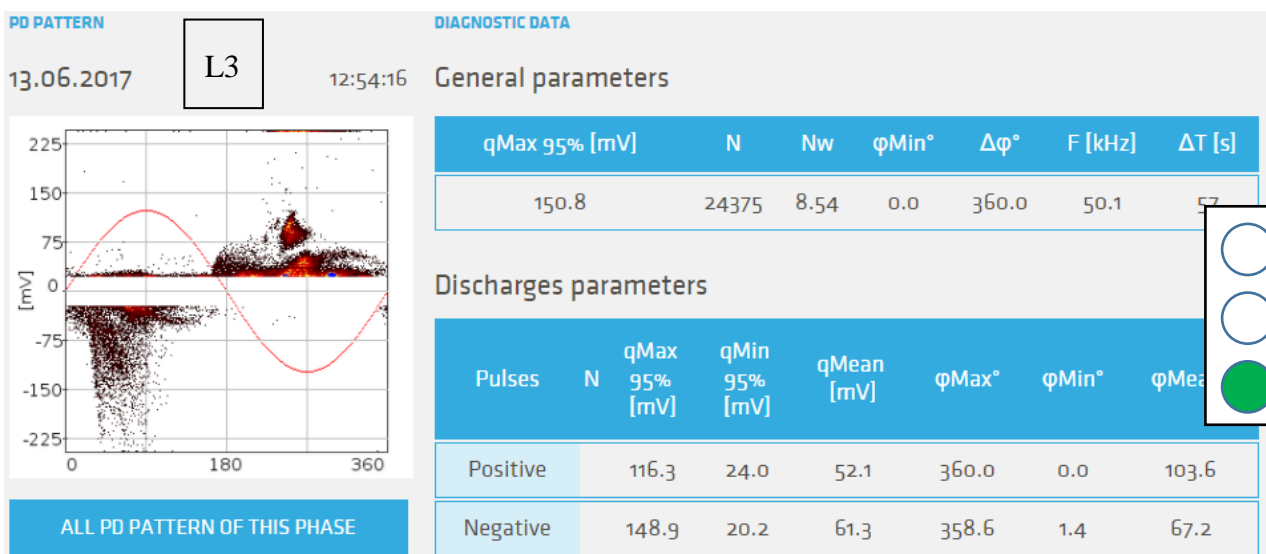 PD PATTERN
13.06.2017 L3 12:54:16
225
150
75
0
-75
-150
-225
[mV]
0 180 360
ALL PD PATTERN OF THIS PHASE
DIAGNOSTIC DATA
General parameters
qMax 95% [mV] N Nw φMin° Δφ° F [kHz] ΔT [s]
150.8 24375 8.54 0.0 360.0 50.1 57
Discharges parameters
Pulses N qMax 95% [mV] qMin 95% [mV] qMean [mV] φMax° φMin°
Positive 116.3 24.0 52.1 360.0 0.0 103.6
Negative 148.9 20.2 61.3 358.6 1.4 67.2